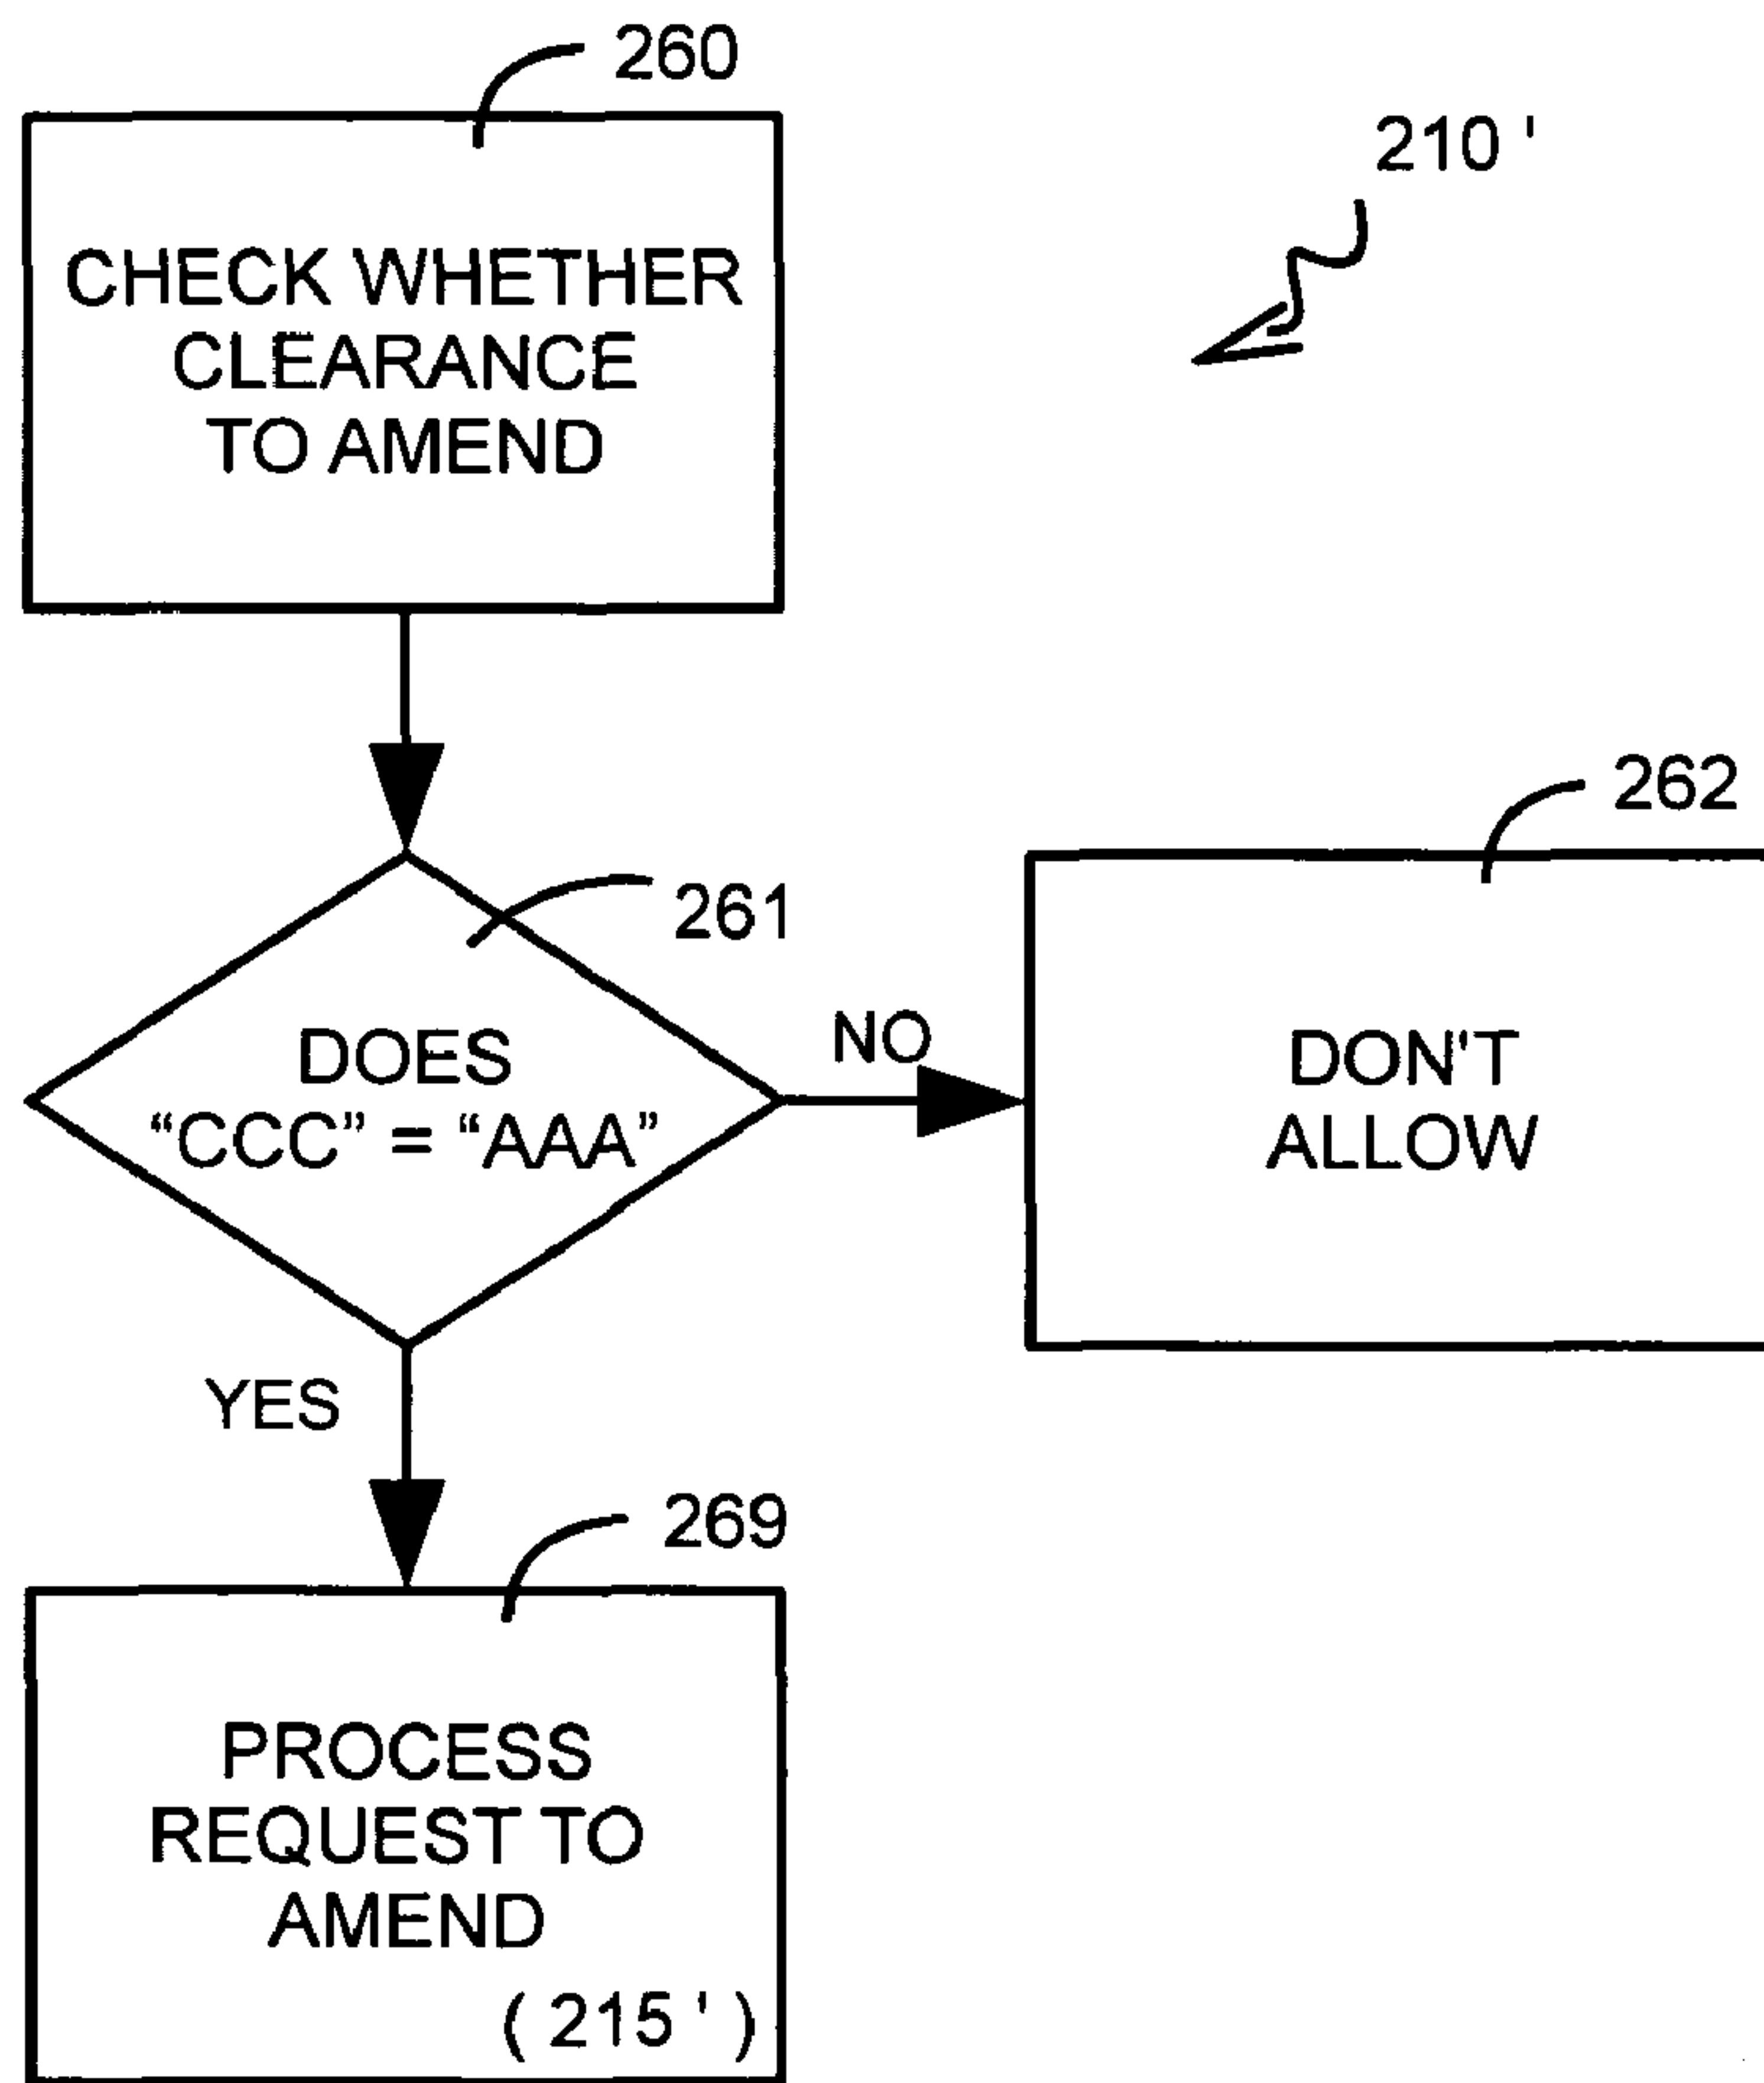 260
210 '
CHECK WHETHER
CLEARANCE
TO AMEND
262
261
DOES
“CCC” = “AAA”
NO
DON'T
ALLOW
YES
269
PROCESS
REQUEST TO
AMEND
( 215 ' )